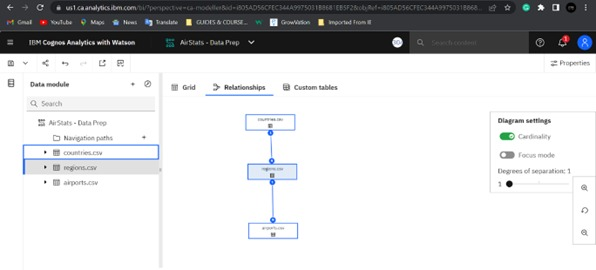 us1.ca.analytics.ibm.com/bi/?perspective=ca-modeller&id=i805AD56CFEC344A9975031B8681EB5F2&objRef=i805AD56CFEC344A9975031B868...
Gmail YouTube Maps News Translate GUIDES & COURSE... GrowVation Imported From IE
IBM Cognos Analytics with Watson
AirStats - Data Prep
Search content
1
Properties
Data module
Grid
Relationships
Custom tables
Search
AirStats - Data Prep
Navigation paths
countries.csv
regions.csv
airports.csv
countries.csv
regions.csv
airports.csv
Diagram settings
Cardinality
Focus mode
Degrees of separation: 1
1